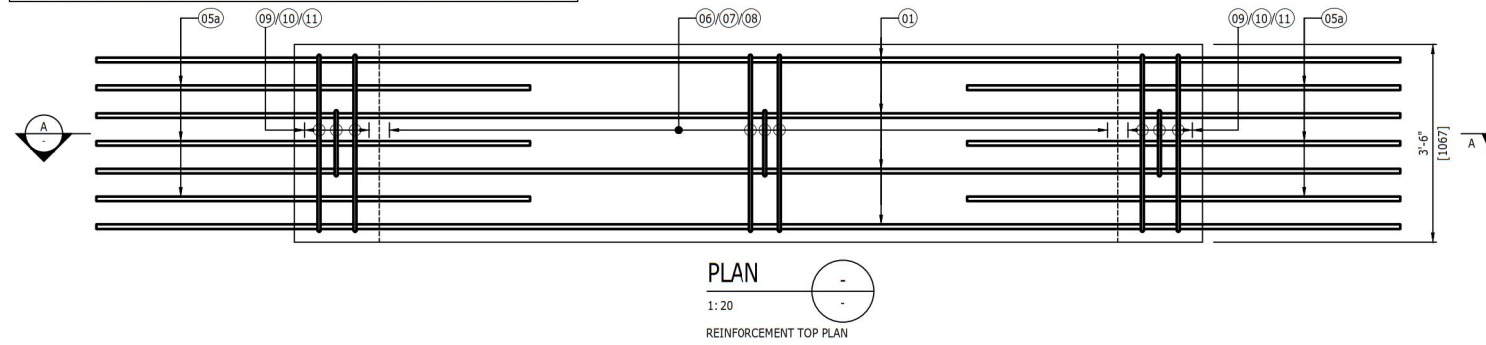 05a 09/10/11 06/07/08 01 09/10/11 05a
A
-
3'-6"
[1067]
A
PLAN
-
1:20
-
REINFORCEMENT TOP PLAN